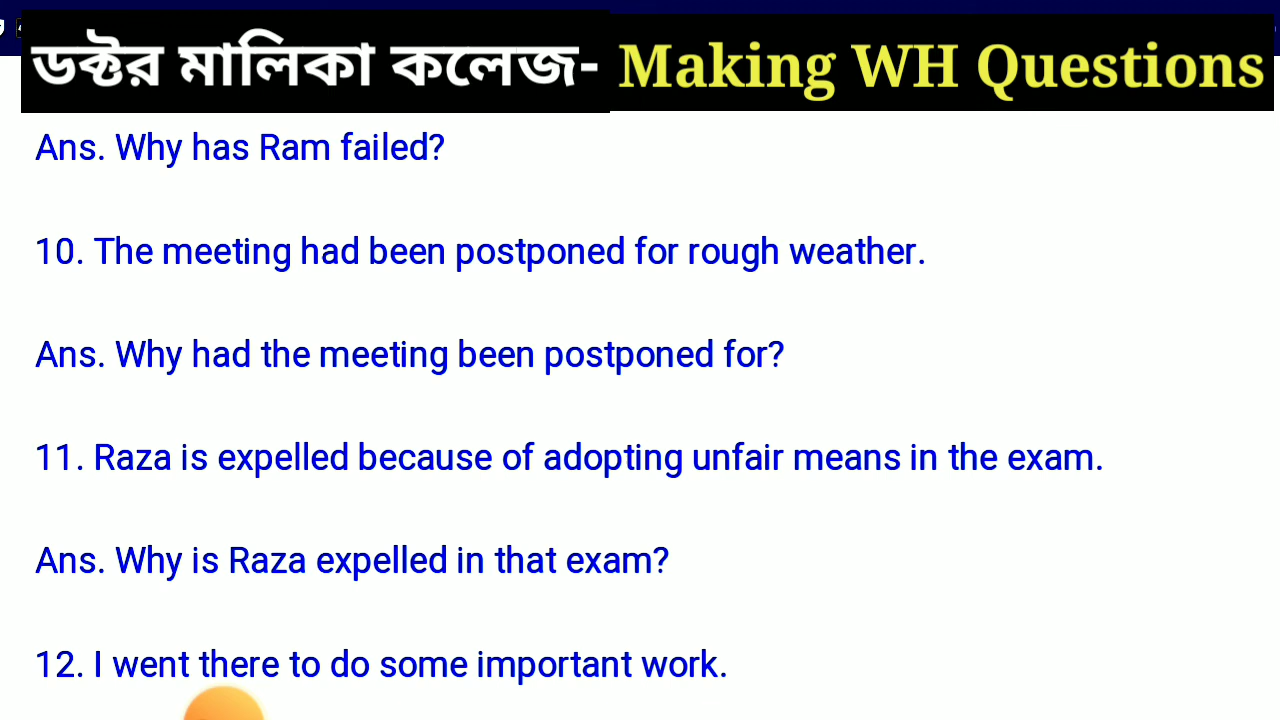 ডক্টর মালিকা কলেজ- Making WH Questions
Ans. Why has Ram failed?
10. The meeting had been postponed for rough weather.
Ans. Why had the meeting been postponed for?
11. Raza is expelled because of adopting unfair means in the exam.
Ans. Why is Raza expelled in that exam?
12. I went there to do some important work.